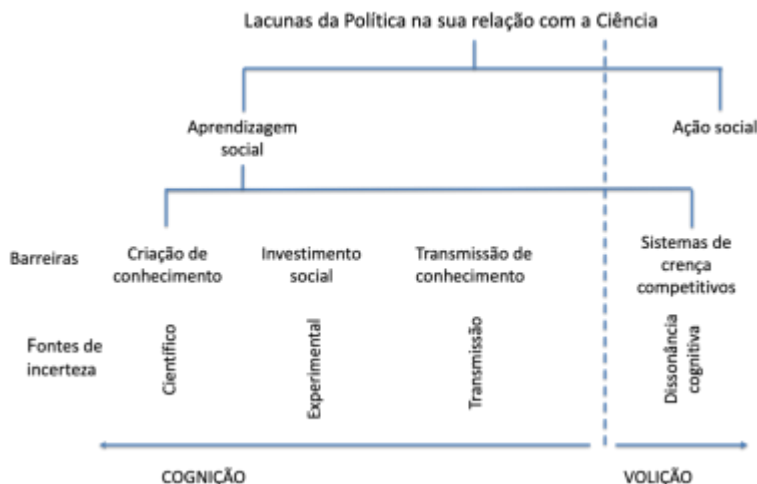 Lacunas da Política na sua relação com a Ciência
Aprendizagem
social
Ação social
Barreiras
Criação de
conhecimento
Investimento
social
Transmissão de
conhecimento
Sistemas de
crença
competitivos
Fontes de
incerteza
Científico
Experimental
Transmissão
Dissonância
cognitiva
COGNIÇÃO
VOLIÇÃO